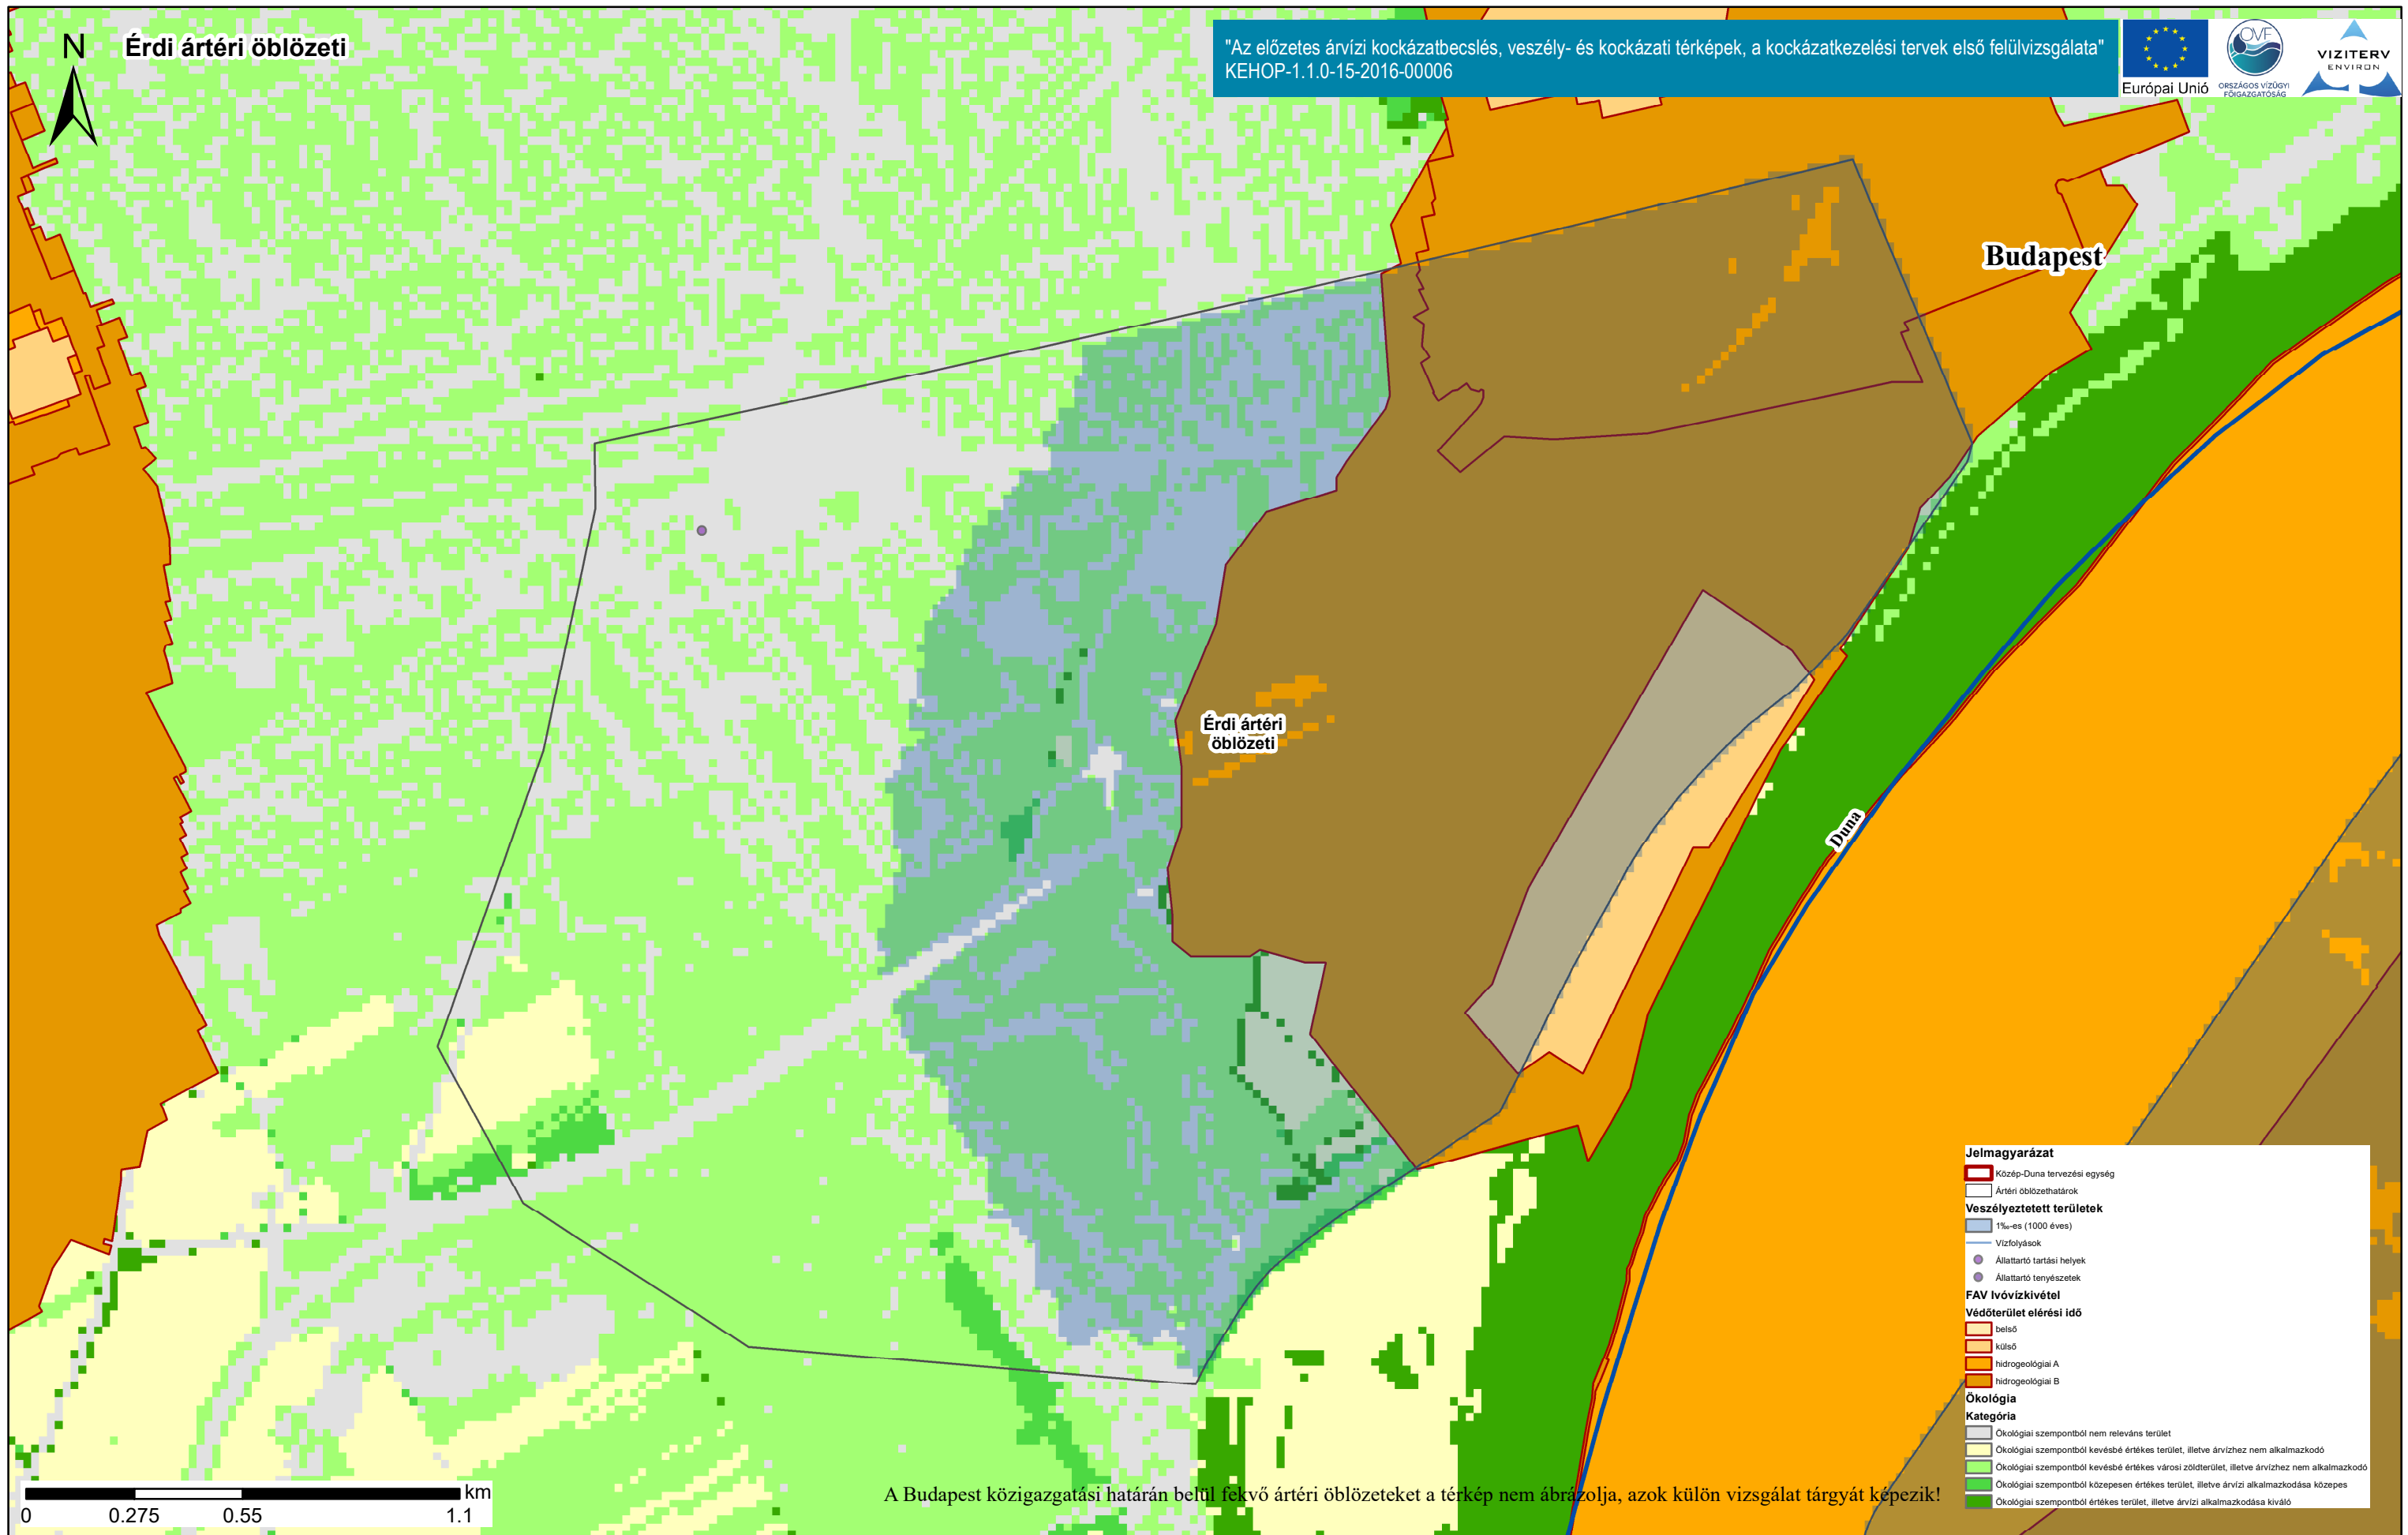 N
Érdi ártéri öblözeti
"Az előzetes árvízi kockázatbecslés, veszély- és kockázati térképek, a kockázatkezelési tervek első felülvizsgálata"
KEHOP-1.1.0-15-2016-00006
Európai Unió
OVF
ORSZÁGOS VÍZÜGYI
FŐIGAZGATÓSÁG
VIZITERV
ENVIRON
Budapest
Érdi ártéri
öblözeti
Duna
Jelmagyarázat
Közép-Duna tervezési egység
Ártéri öblözethatárok
Veszélyeztetett területek
1‰-es (1000 éves)
Vízfolyások
Állattartó tartási helyek
Állattartó tenyészetek
FAV Ivóvízkivétel
Védőterület elérési idő
belső
külső
hidrogeológiai A
hidrogeológiai B
Ökológia
Kategória
Ökológiai szempontból nem releváns terület
Ökológiai szempontból kevésbé értékes terület, illetve árvízhez nem alkalmazkodó
Ökológiai szempontból kevésbé értékes városi zöldterület, illetve árvízhez nem alkalmazkodó
Ökológiai szempontból közepesen értékes terület, illetve árvízi alkalmazkodása közepes
Ökológiai szempontból értékes terület, illetve árvízi alkalmazkodása kiváló
km
0 0.275 0.55 1.1
A Budapest közigazgatási határán belül fekvő ártéri öblözeteket a térkép nem ábrázolja, azok külön vizsgálat tárgyát képezik!